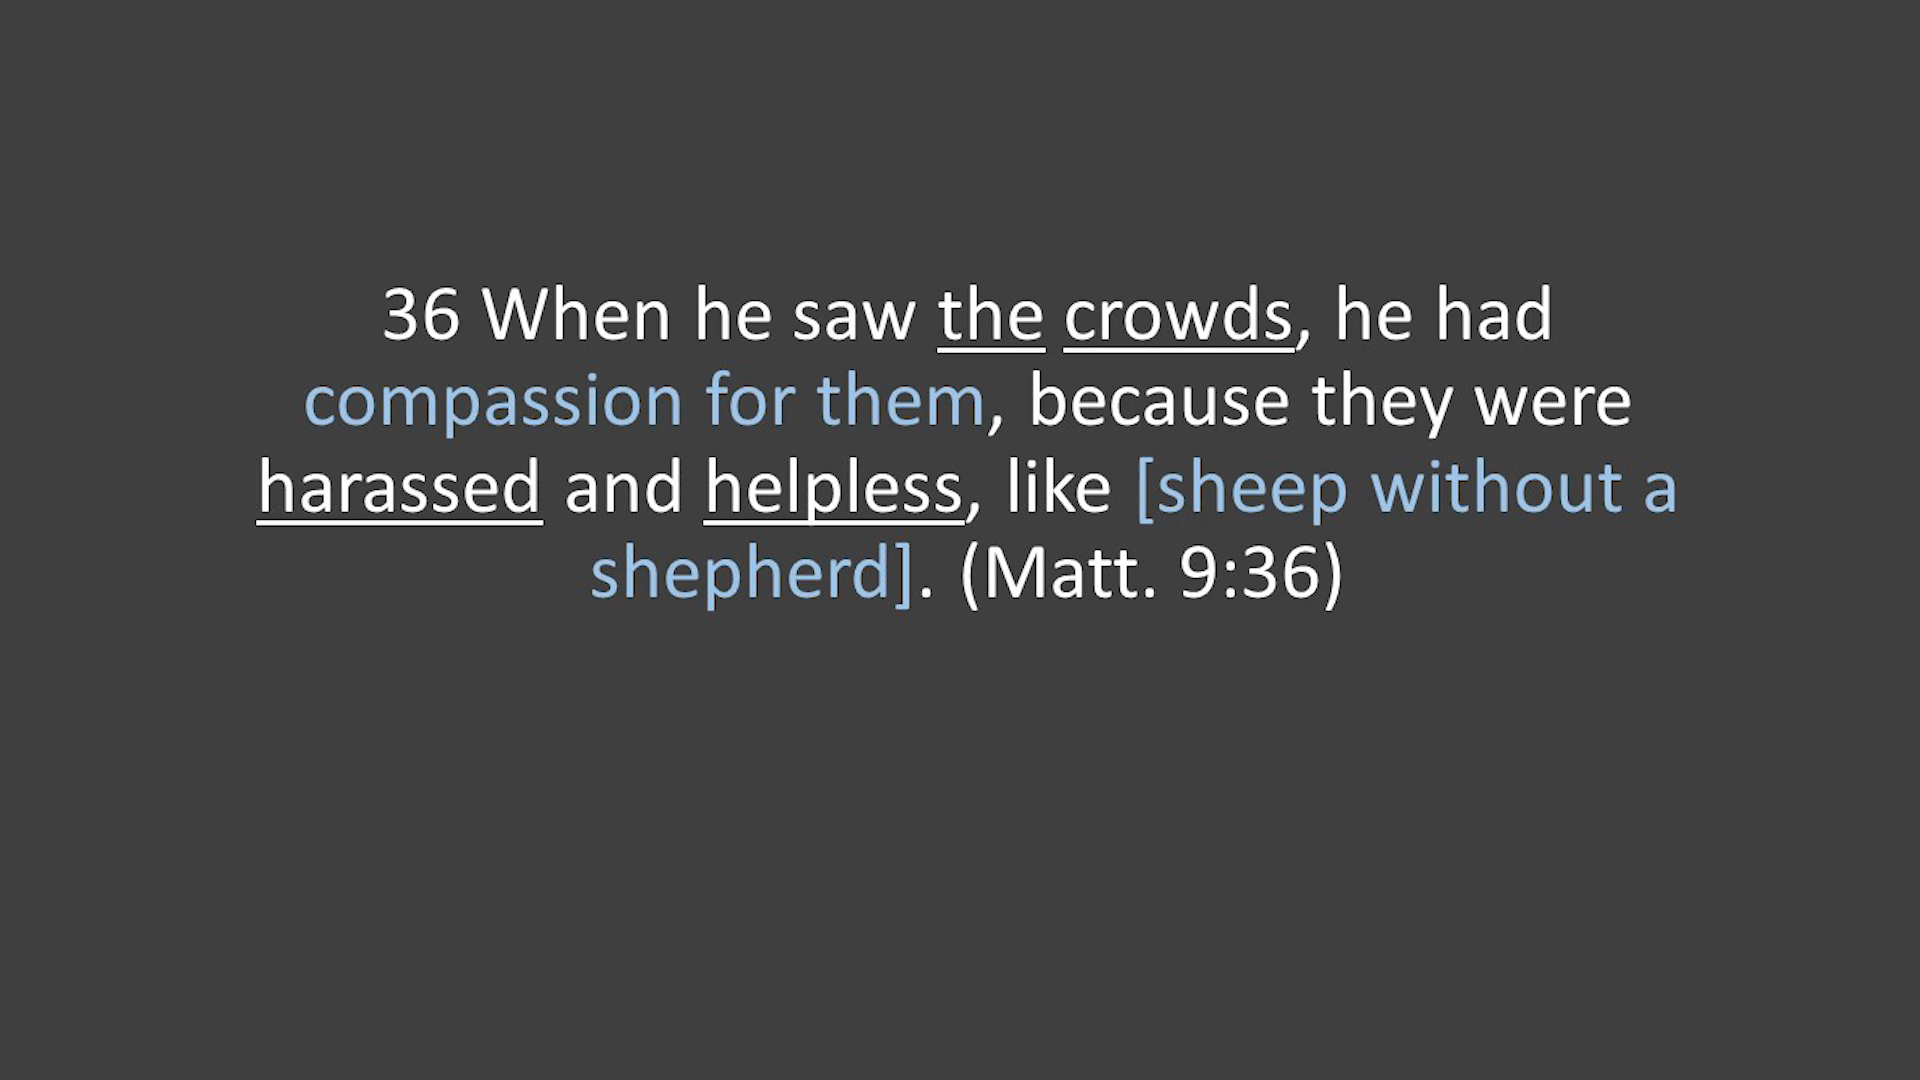 36 When he saw the crowds, he had
compassion for them, because they were
harassed and helpless, like [sheep without a
shepherd]. (Matt. 9:36)